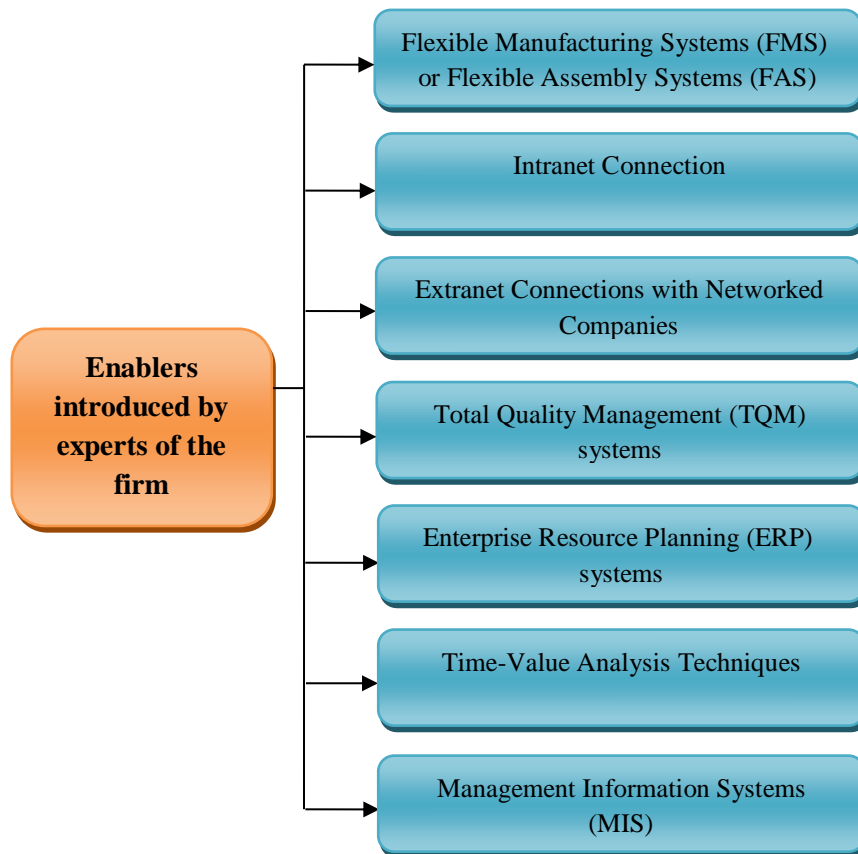 Flexible Manufacturing Systems (FMS)
or Flexible Assembly Systems (FAS)
Intranet Connection
Extranet Connections with Networked
Companies
Enablers
introduced by
experts of the
firm
Total Quality Management (TQM)
systems
Enterprise Resource Planning (ERP)
systems
Time-Value Analysis Techniques
Management Information Systems
(MIS)